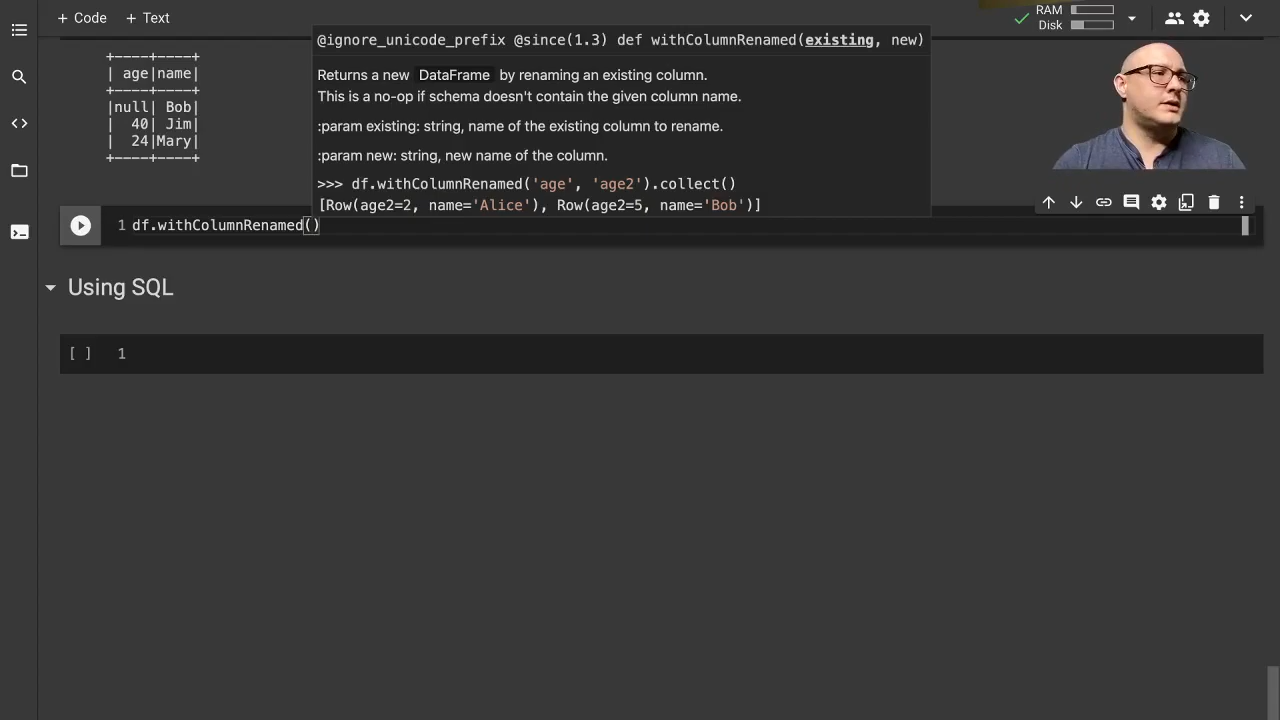 + Code + Text
RAM
Disk
+----+----+
| age|name|
+----+----+
|null| Bob|
|  40| Jim|
|  24|Mary|
+----+----+
@ignore_unicode_prefix @since(1.3) def withColumnRenamed(existing, new)
Returns a new DataFrame by renaming an existing column.
This is a no-op if schema doesn't contain the given column name.
:param existing: string, name of the existing column to rename.
:param new: string, new name of the column.
>>> df.withColumnRenamed('age', 'age2').collect()
[Row(age2=2, name='Alice'), Row(age2=5, name='Bob')]
1 df.withColumnRenamed()
Using SQL
[ ] 1